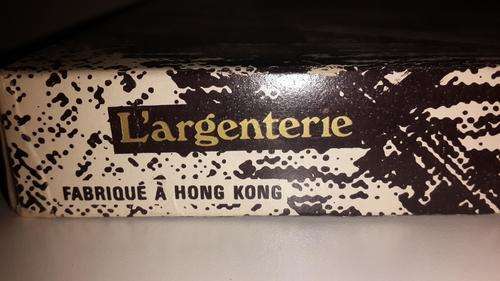 L'argenterie
FABRIQUÉ À HONG KONG